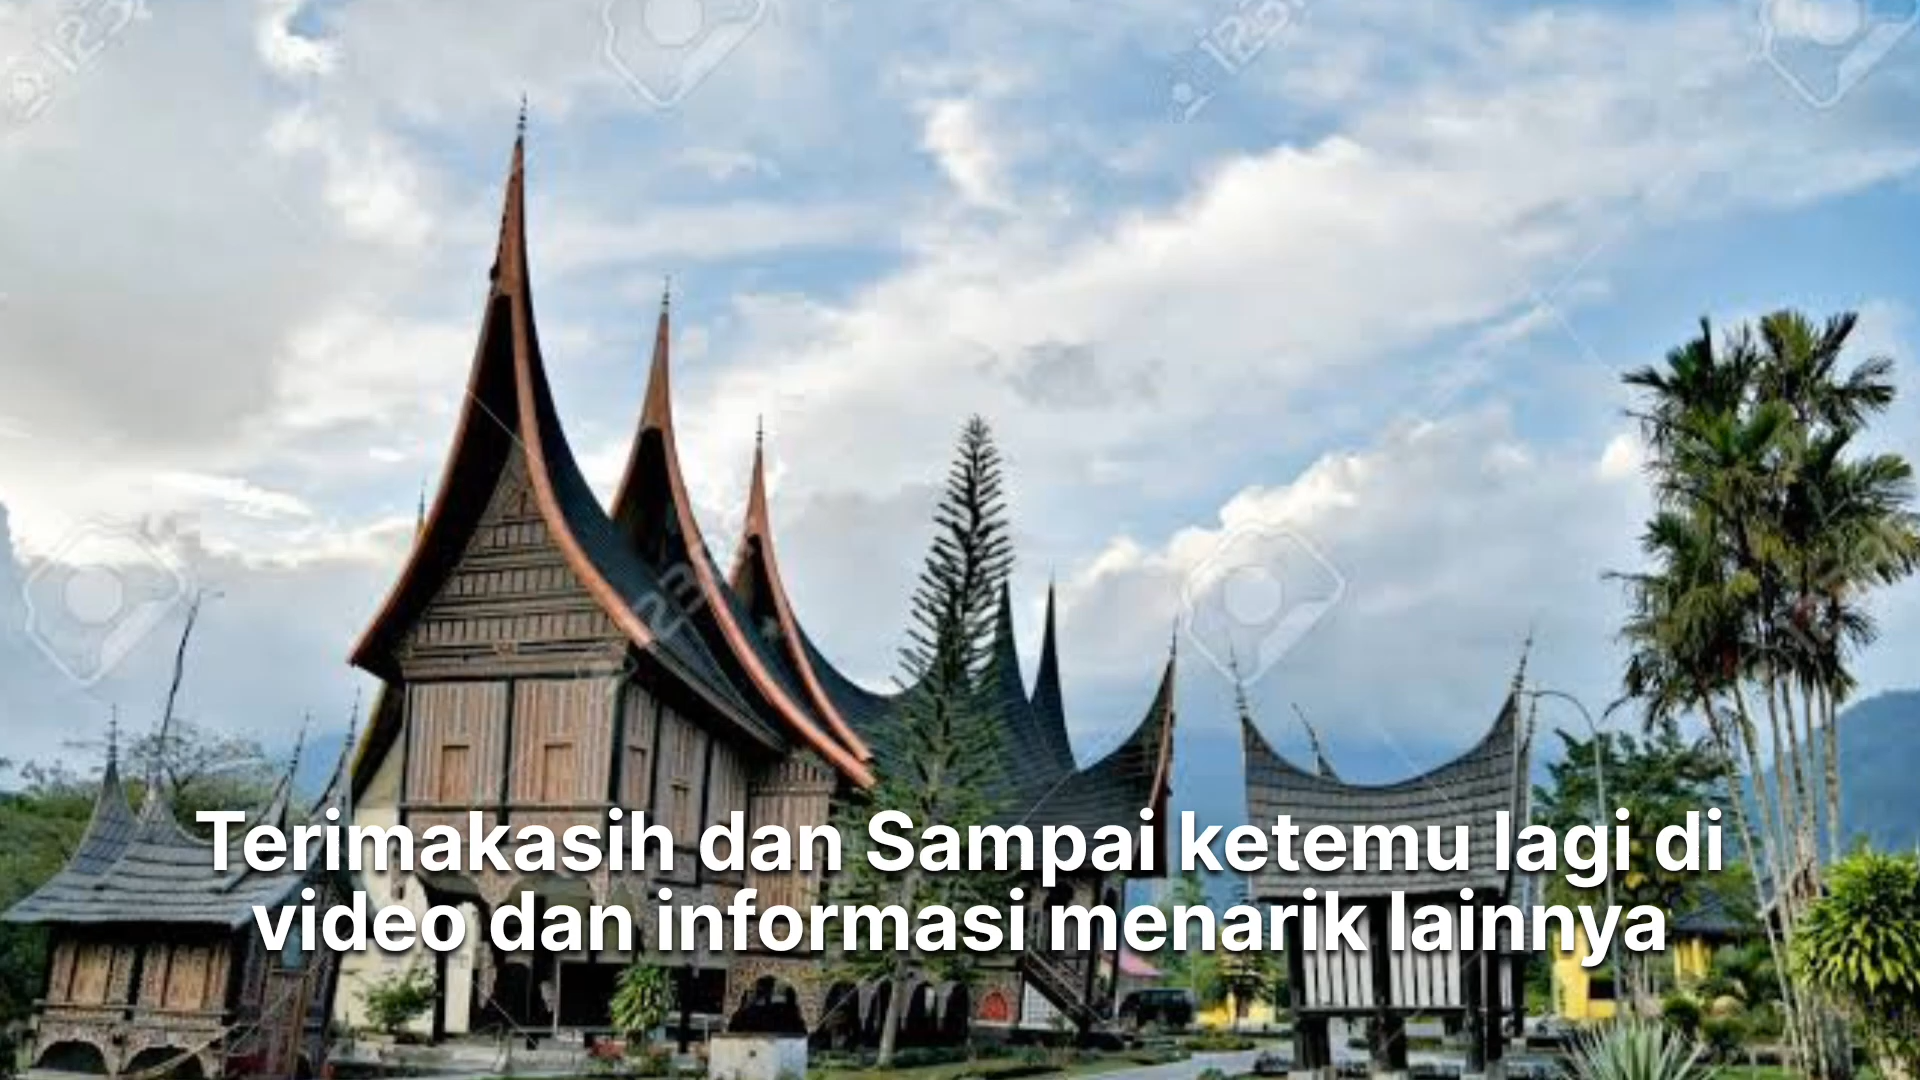 Terimakasih dan Sampai ketemu lagi di
video dan informasi menarik lainnya